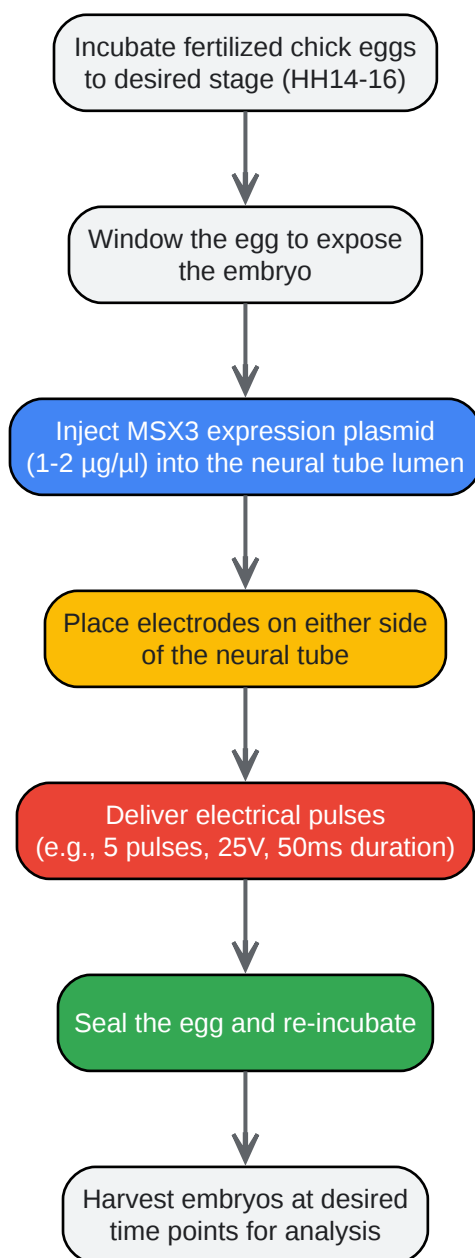 Incubate fertilized chick eggs
to desired stage (HH14-16)
Window the egg to expose
the embryo
Inject MSX3 expression plasmid
(1-2 µg/µl) into the neural tube lumen
Place electrodes on either side
of the neural tube
Deliver electrical pulses
(e.g., 5 pulses, 25V, 50ms duration)
Seal the egg and re-incubate
Harvest embryos at desired
time points for analysis